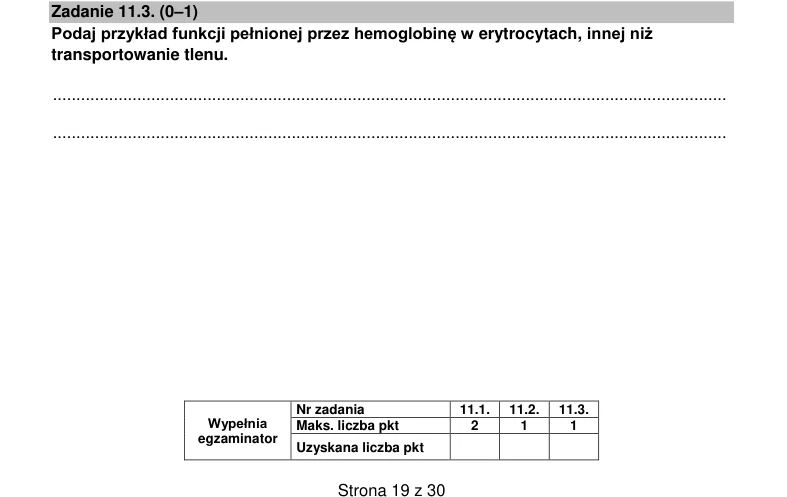 Zadanie 11.3. (0–1)
Podaj przykład funkcji pełnionej przez hemoglobinę w erytrocytach, innej niż
transportowanie tlenu.
....................................................................................................................................................
....................................................................................................................................................
Wypełnia
egzaminator
Nr zadania 11.1. 11.2. 11.3.
Maks. liczba pkt 2 1 1
Uzyskana liczba pkt
Strona 19 z 30